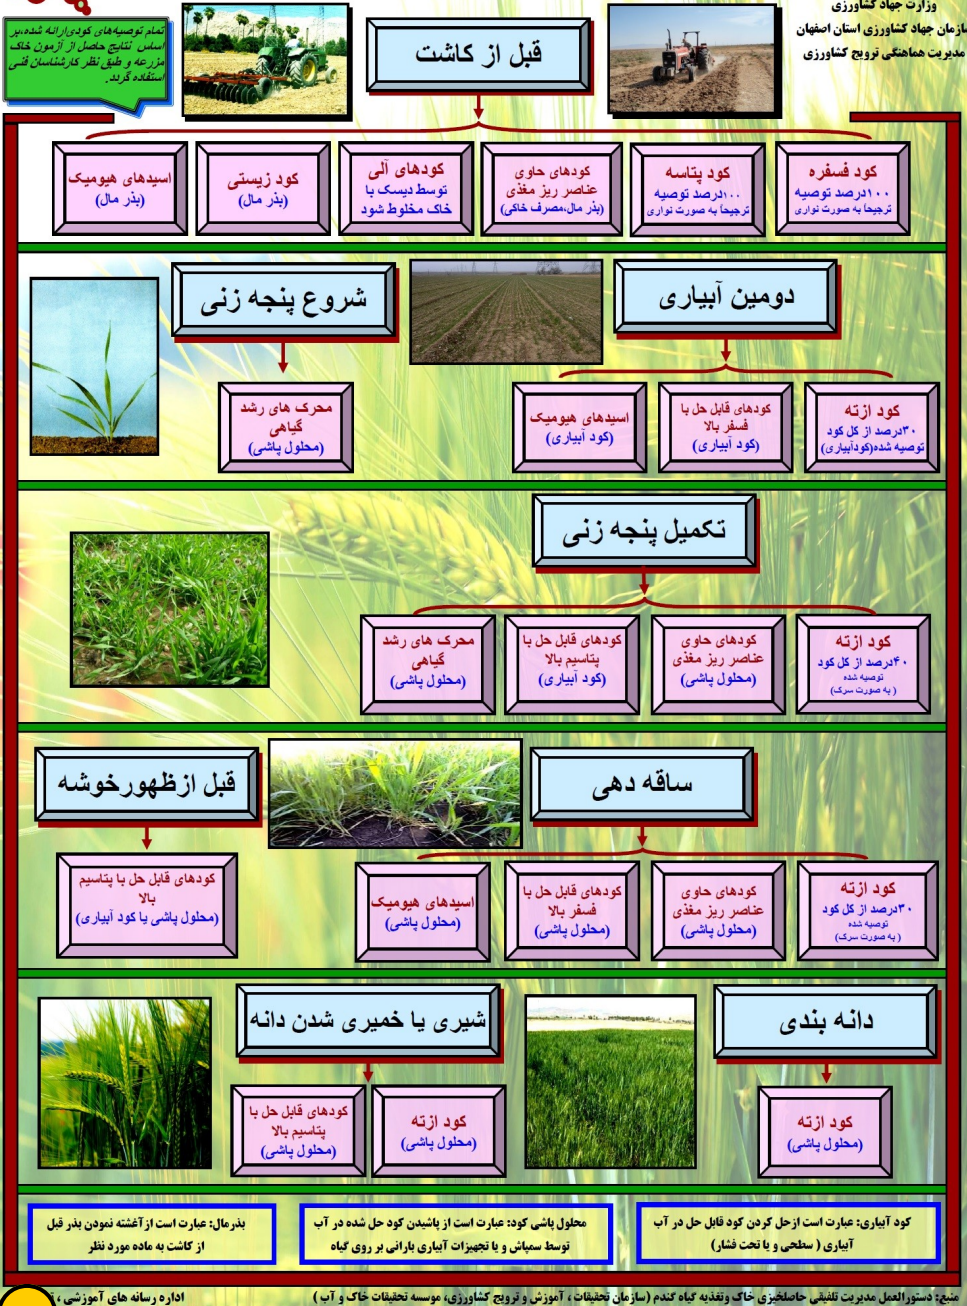 وزارت جهاد کشاورزی
سازمان جهاد کشاورزی استان اصفهان
مدیریت هماهنگی ترویج کشاورزی
تمام توصیه‌های کودی‌ارائه شده،بر
اساس نتایج حاصل از آزمون خاک
مزرعه و طبق نظر کارشناسان فنی
استفاده گردد.
قبل از کاشت
کود فسفره
۱۰۰درصد توصیه
ترجیحاً به صورت نواری
کود پتاسه
۱۰۰درصد توصیه
ترجیحاً به صورت نواری
کودهای حاوی
عناصر ریز مغذی
(بذر مال،مصرف خاکی)
کودهای آلی
توسط دیسک با
خاک مخلوط شود
کود زیستی
(بذر مال)
اسیدهای هیومیک
(بذر مال)
دومین آبیاری
کود ازته
۳۰درصد از کل کود
توصیه شده(کودآبیاری)
کودهای قابل حل با
فسفر بالا
(کود آبیاری)
اسیدهای هیومیک
(کود آبیاری)
شروع پنجه زنی
محرک های رشد
گیاهی
(محلول پاشی)
تکمیل پنجه زنی
کود ازته
۴۰درصد از کل کود
توصیه شده
( به صورت سرک)
کودهای حاوی
عناصر ریز مغذی
(محلول پاشی)
کودهای قابل حل با
پتاسیم بالا
(کود آبیاری)
محرک های رشد
گیاهی
(محلول پاشی)
ساقه دهی
کود ازته
۳۰درصد از کل کود
توصیه شده
( به صورت سرک)
کودهای حاوی
عناصر ریز مغذی
(محلول پاشی)
کودهای قابل حل با
فسفر بالا
(محلول پاشی)
اسیدهای هیومیک
(محلول پاشی)
قبل ازظهورخوشه
کودهای قابل حل با پتاسیم
بالا
(محلول پاشی یا کود آبیاری)
دانه بندی
کود ازته
(محلول پاشی)
شیری یا خمیری شدن دانه
کود ازته
(محلول پاشی)
کودهای قابل حل با
پتاسیم بالا
(محلول پاشی)
کود آبیاری: عبارت است ازحل کردن کود قابل حل در آب
آبیاری ( سطحی و یا تحت فشار)
محلول پاشی کود: عبارت است از پاشیدن کود حل شده در آب
توسط سمپاش و یا تجهیزات آبیاری بارانی بر روی گیاه
بذرمال: عبارت است ازآغشته نمودن بذر قبل
از کاشت به ماده مورد نظر
منبع: دستورالعمل مدیریت تلفیقی حاصلخیزی خاک وتغذیه گیاه گندم (سازمان تحقیقات ، آموزش و ترویج کشاورزی، موسسه تحقیقات خاک و آب )
اداره رسانه های آموزشی ،